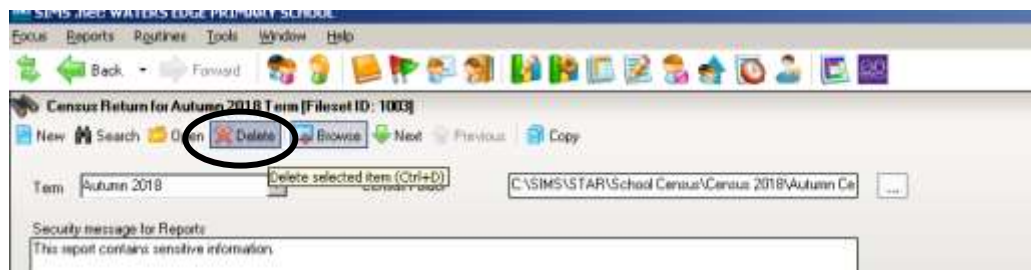 SIMS .net: WATERS EDGE PRIMARY SCHOOL
Focus Reports Routines Tools Window Help
Back Forward
Census Return for Autumn 2018 Term [Fileset ID: 1003]
New Search Open Delete Browse Next Previous Copy
Delete selected item (Ctrl+D)
Term Autumn 2018 Census Folder C:\SIMS\STAR\School Census\Census 2018\Autumn Ce ...
Security message for Reports
This report contains sensitive information.